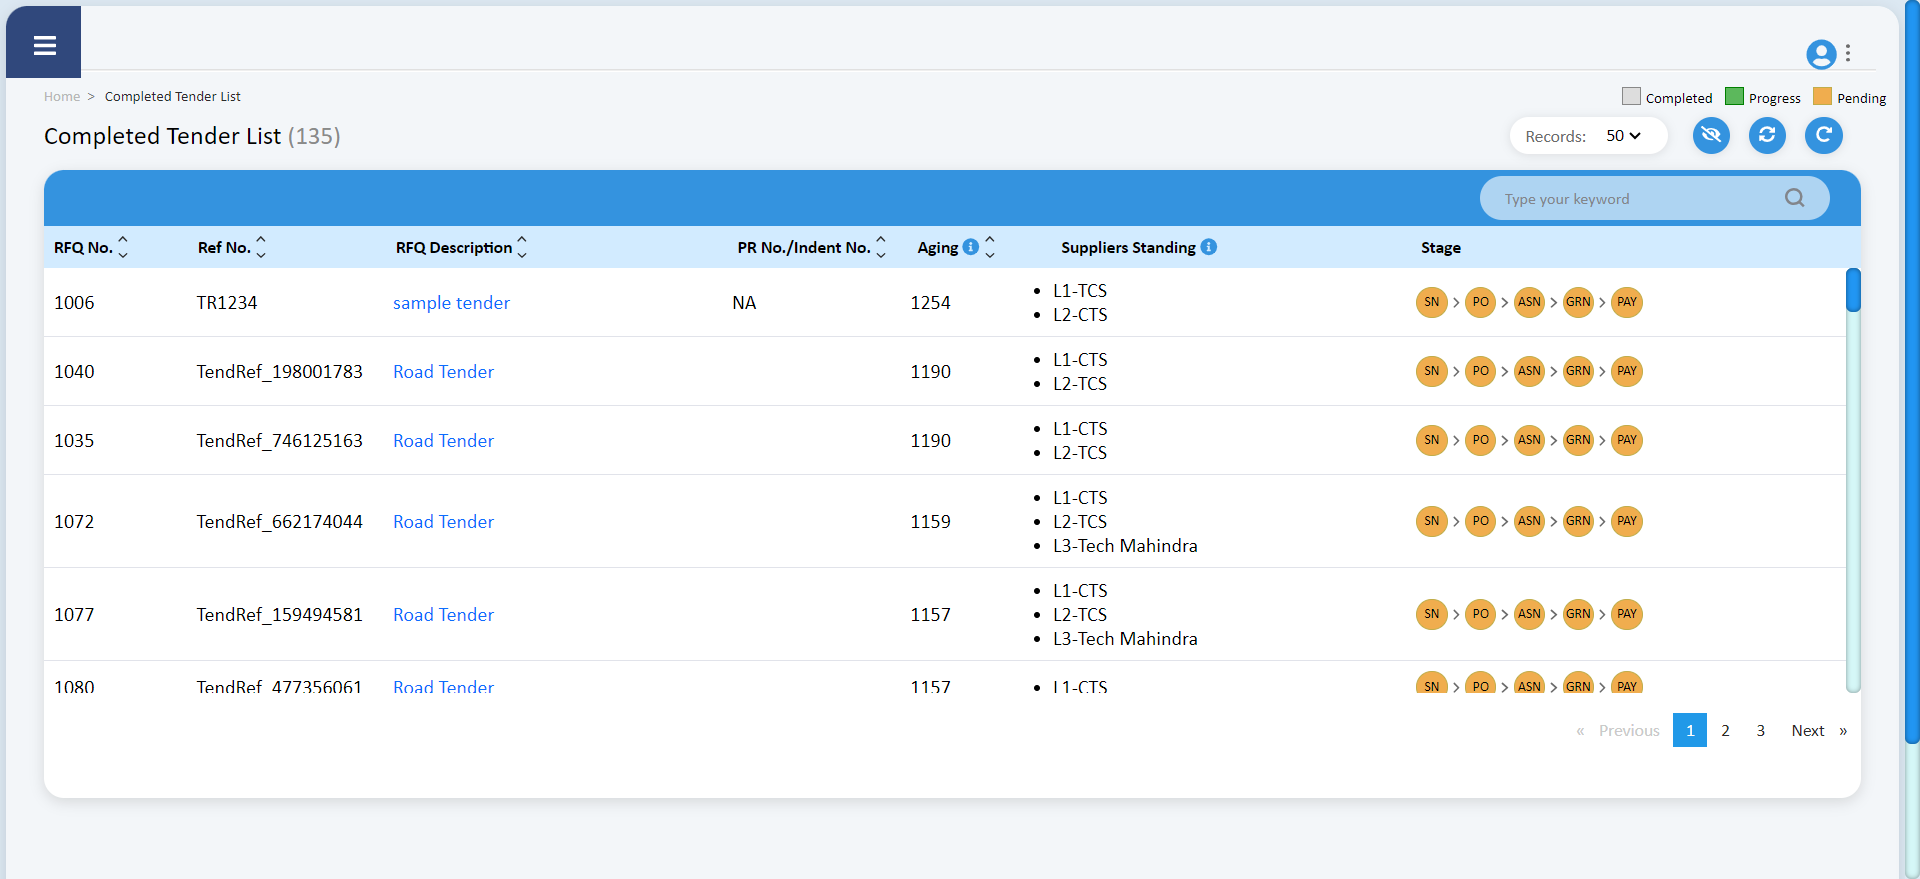 Home > Completed Tender List
Completed Progress Pending
Completed Tender List (135)
Records: 50
Type your keyword
RFQ No. Ref No. RFQ Description PR No./Indent No. Aging Suppliers Standing Stage
1006 TR1234 sample tender NA 1254
L1-TCS
L2-CTS
SN > PO > ASN > GRN > PAY
1040 TendRef_198001783 Road Tender 1190
L1-CTS
L2-TCS
SN > PO > ASN > GRN > PAY
1035 TendRef_746125163 Road Tender 1190
L1-CTS
L2-TCS
SN > PO > ASN > GRN > PAY
1072 TendRef_662174044 Road Tender 1159
L1-CTS
L2-TCS
L3-Tech Mahindra
SN > PO > ASN > GRN > PAY
1077 TendRef_159494581 Road Tender 1157
L1-CTS
L2-TCS
L3-Tech Mahindra
SN > PO > ASN > GRN > PAY
1080 TendRef_477356061 Road Tender 1157
L1-CTS
SN > PO > ASN > GRN > PAY
« Previous 1 2 3 Next »